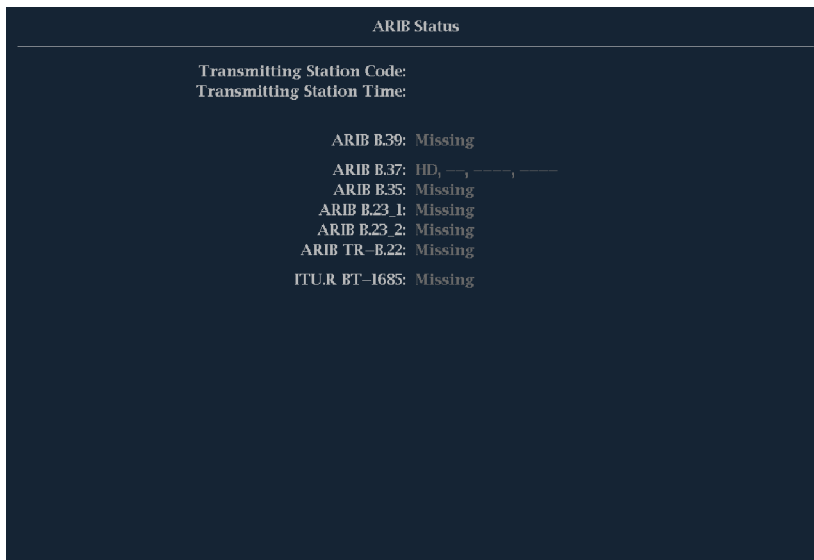 ARIB Status
Transmitting Station Code:
Transmitting Station Time:
ARIB B.39: Missing
ARIB B.37: HD, --, ----, ----
ARIB B.35: Missing
ARIB B.23_1: Missing
ARIB B.23_2: Missing
ARIB TR-B.22: Missing
ITU.R BT-1685: Missing